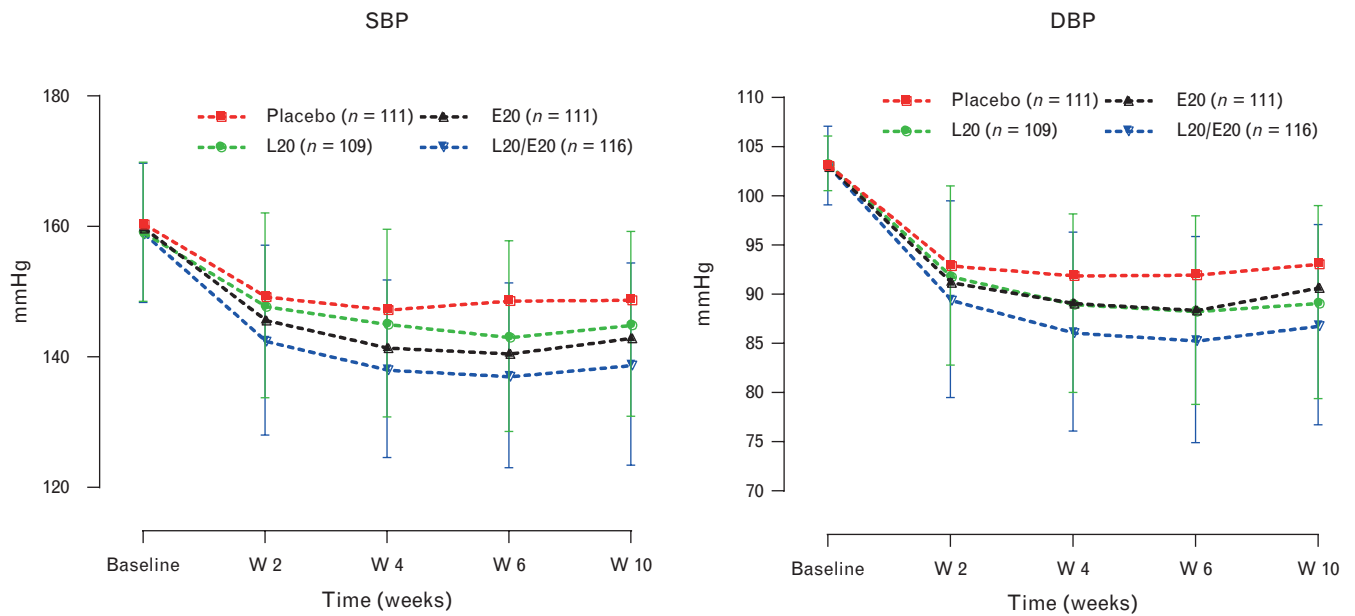 SBP
mmHg
180
160
140
120
Placebo (n = 111)
E20 (n = 111)
L20 (n = 109)
L20/E20 (n = 116)
Baseline
W 2
W 4
W 6
W 10
Time (weeks)
DBP
mmHg
110
105
100
95
90
85
80
75
70
Placebo (n = 111)
E20 (n = 111)
L20 (n = 109)
L20/E20 (n = 116)
Baseline
W 2
W 4
W 6
W 10
Time (weeks)